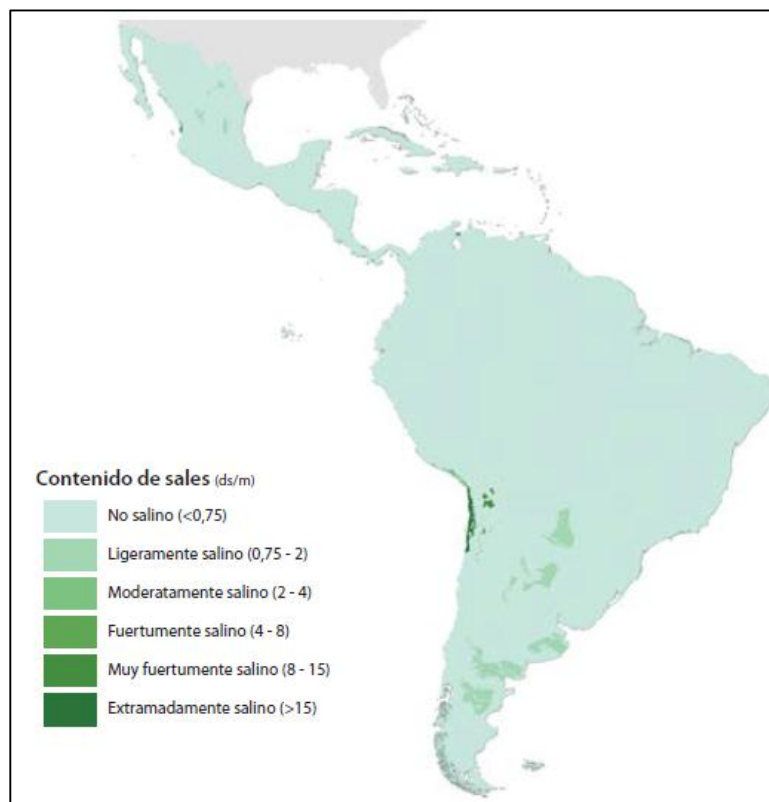 Contenido de sales (ds/m)
No salino (<0,75)
Ligeramente salino (0,75 - 2)
Moderatamente salino (2 - 4)
Fuertumente salino (4 - 8)
Muy fuertumente salino (8 - 15)
Extramadamente salino (>15)